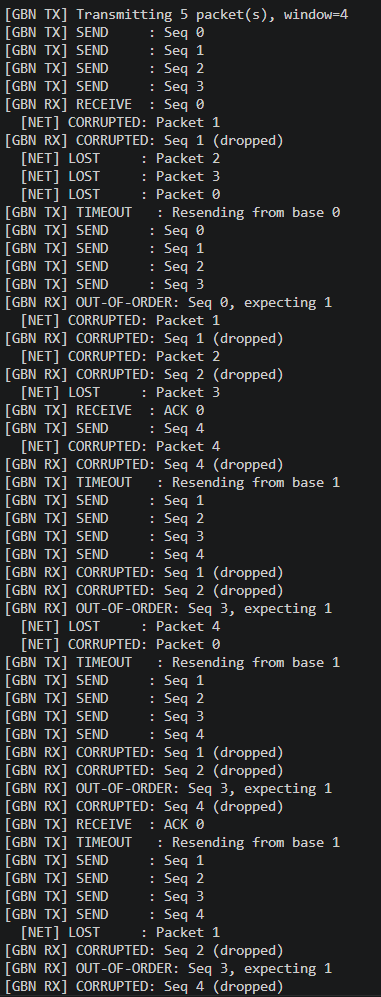 [GBN TX] Transmitting 5 packet(s), window=4
[GBN TX] SEND     : Seq 0
[GBN TX] SEND     : Seq 1
[GBN TX] SEND     : Seq 2
[GBN TX] SEND     : Seq 3
[GBN RX] RECEIVE  : Seq 0
  [NET] CORRUPTED: Packet 1
[GBN RX] CORRUPTED: Seq 1 (dropped)
  [NET] LOST     : Packet 2
  [NET] LOST     : Packet 3
  [NET] LOST     : Packet 0
[GBN TX] TIMEOUT   : Resending from base 0
[GBN TX] SEND     : Seq 0
[GBN TX] SEND     : Seq 1
[GBN TX] SEND     : Seq 2
[GBN TX] SEND     : Seq 3
[GBN RX] OUT-OF-ORDER: Seq 0, expecting 1
  [NET] CORRUPTED: Packet 1
[GBN RX] CORRUPTED: Seq 1 (dropped)
  [NET] CORRUPTED: Packet 2
[GBN RX] CORRUPTED: Seq 2 (dropped)
  [NET] LOST     : Packet 3
[GBN TX] RECEIVE  : ACK 0
[GBN TX] SEND     : Seq 4
  [NET] CORRUPTED: Packet 4
[GBN RX] CORRUPTED: Seq 4 (dropped)
[GBN TX] TIMEOUT   : Resending from base 1
[GBN TX] SEND     : Seq 1
[GBN TX] SEND     : Seq 2
[GBN TX] SEND     : Seq 3
[GBN TX] SEND     : Seq 4
[GBN RX] CORRUPTED: Seq 1 (dropped)
[GBN RX] CORRUPTED: Seq 2 (dropped)
[GBN RX] OUT-OF-ORDER: Seq 3, expecting 1
  [NET] LOST     : Packet 4
  [NET] CORRUPTED: Packet 0
[GBN TX] TIMEOUT   : Resending from base 1
[GBN TX] SEND     : Seq 1
[GBN TX] SEND     : Seq 2
[GBN TX] SEND     : Seq 3
[GBN TX] SEND     : Seq 4
[GBN RX] CORRUPTED: Seq 1 (dropped)
[GBN RX] CORRUPTED: Seq 2 (dropped)
[GBN RX] OUT-OF-ORDER: Seq 3, expecting 1
[GBN RX] CORRUPTED: Seq 4 (dropped)
[GBN TX] RECEIVE  : ACK 0
[GBN TX] TIMEOUT   : Resending from base 1
[GBN TX] SEND     : Seq 1
[GBN TX] SEND     : Seq 2
[GBN TX] SEND     : Seq 3
[GBN TX] SEND     : Seq 4
  [NET] LOST     : Packet 1
[GBN RX] CORRUPTED: Seq 2 (dropped)
[GBN RX] OUT-OF-ORDER: Seq 3, expecting 1
[GBN RX] CORRUPTED: Seq 4 (dropped)